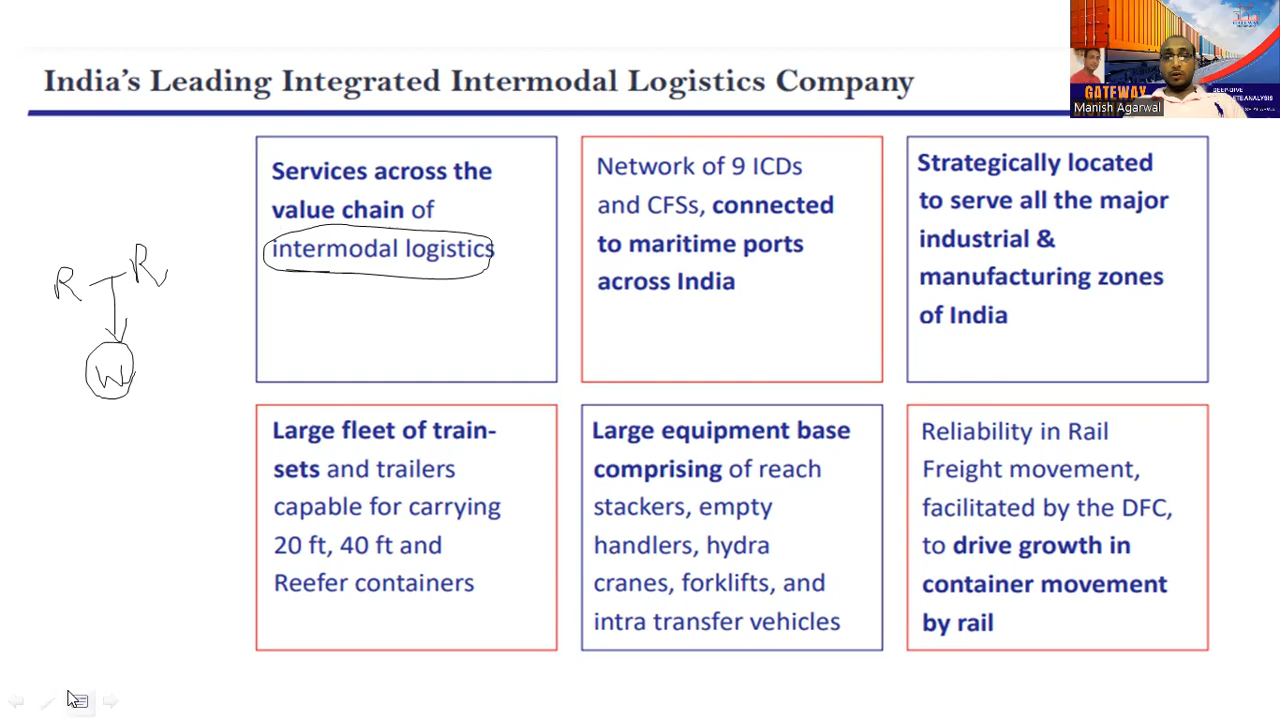 India's Leading Integrated Intermodal Logistics Company
GATEWAY
Manish Agarwal
Services across the
value chain of
intermodal logistics
Network of 9 ICDs
and CFSs, connected
to maritime ports
across India
Strategically located
to serve all the major
industrial &
manufacturing zones
of India
R R
W
Large fleet of train-
sets and trailers
capable for carrying
20 ft, 40 ft and
Reefer containers
Large equipment base
comprising of reach
stackers, empty
handlers, hydra
cranes, forklifts, and
intra transfer vehicles
Reliability in Rail
Freight movement,
facilitated by the DFC,
to drive growth in
container movement
by rail